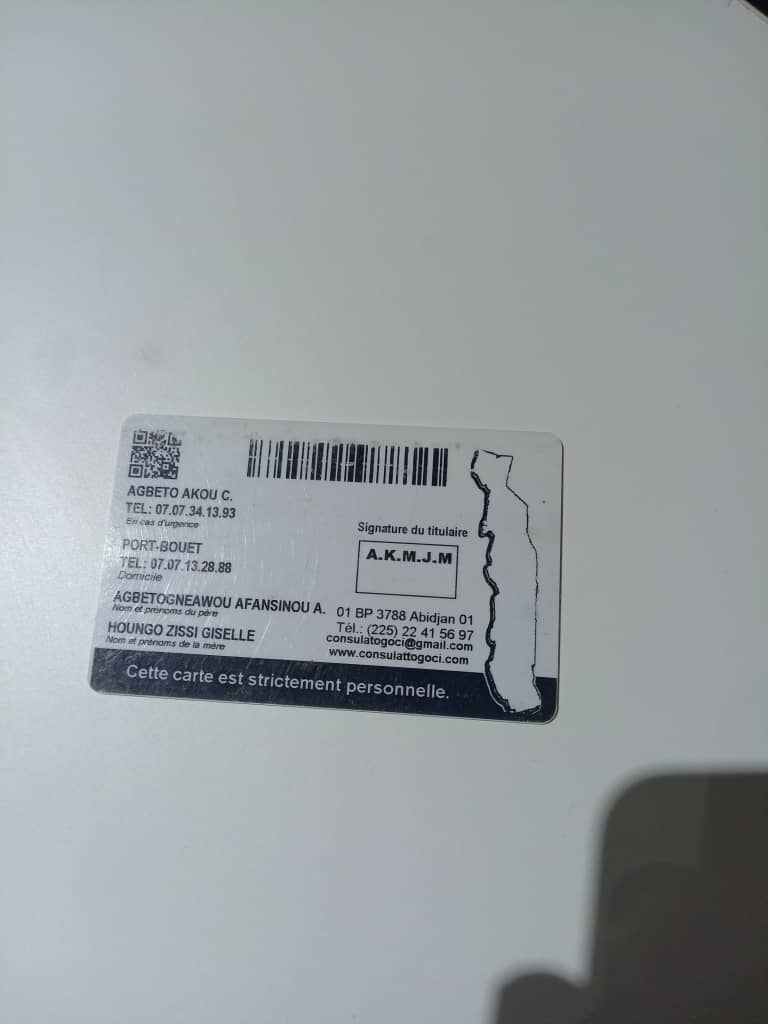 AGBETO AKOU C.
TEL: 07.07.34.13.93
En cas d'urgence
PORT-BOUET
TEL: 07.07.13.28.88
Domicile
AGBETOGNEAWOU AFANSINOU A.
Nom et prénoms du père
HOUNGO ZISSI GISELLE
Nom et prénoms de la mère
Signature du titulaire
A.K.M.J.M
01 BP 3788 Abidjan 01
Tél.: (225) 22 41 56 97
consulatogoci@gmail.com
www.consulattogoci.com
Cette carte est strictement personnelle.